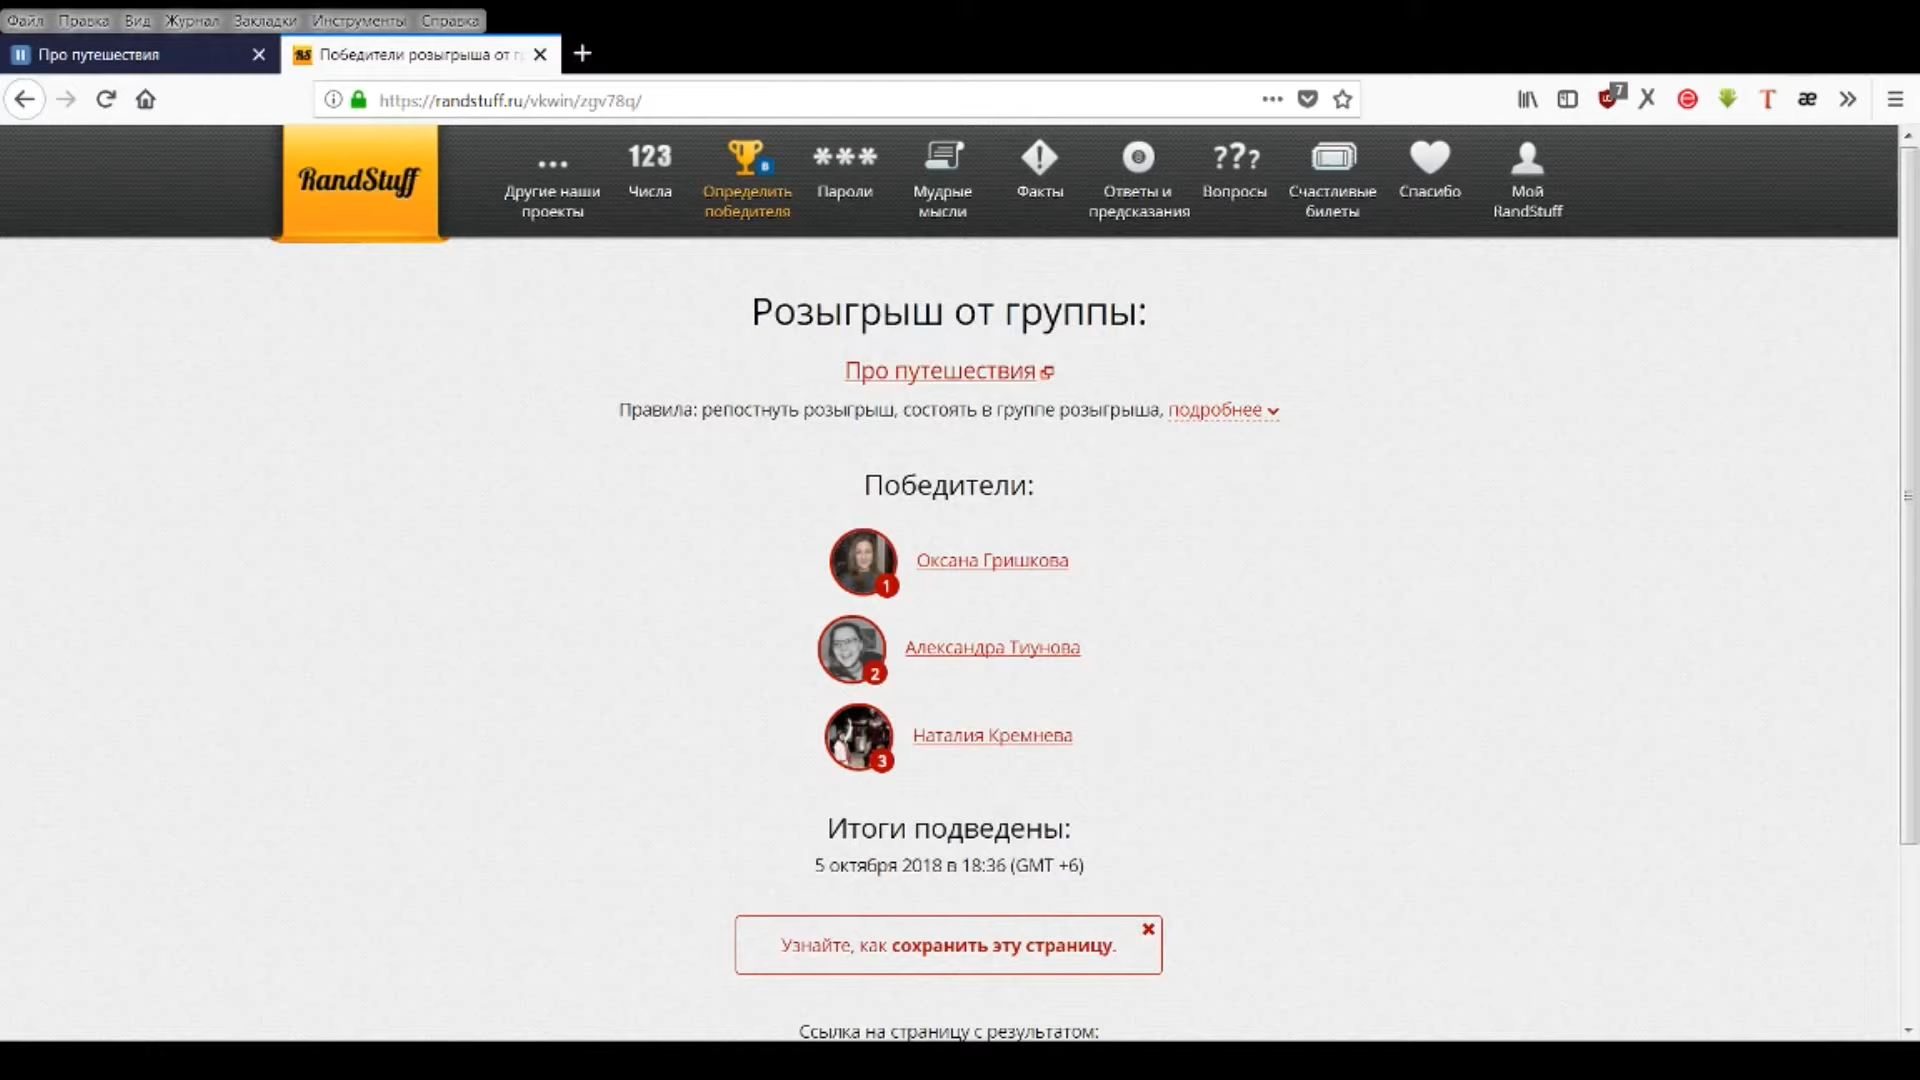 Файл Правка Вид Журнал Закладки Инструменты Справка
Про путешествия
Победители розыгрыша от г
https://randstuff.ru/vkwin/zgv78q/
7
RandStuff
Другие наши проекты
123
Числа
Определить победителя
Пароли
Мудрые мысли
Факты
Ответы и предсказания
???
Вопросы
Счастливые билеты
Спасибо
Мой RandStuff
Розыгрыш от группы:
Про путешествия
Правила: репостнуть розыгрыш, состоять в группе розыгрыша, подробнее
Победители:
1 Оксана Гришкова
2 Александра Тиунова
3 Наталия Кремнева
Итоги подведены:
5 октября 2018 в 18:36 (GMT +6)
Узнайте, как сохранить эту страницу.
Ссылка на страницу с результатом: